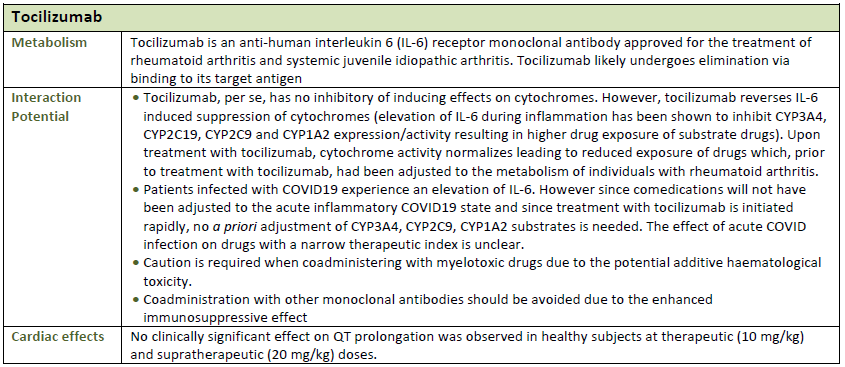 Tocilizumab
Metabolism
Tocilizumab is an anti-human interleukin 6 (IL-6) receptor monoclonal antibody approved for the treatment of
rheumatoid arthritis and systemic juvenile idiopathic arthritis. Tocilizumab likely undergoes elimination via
binding to its target antigen
Interaction
Potential
• Tocilizumab, per se, has no inhibitory of inducing effects on cytochromes. However, tocilizumab reverses IL-6
induced suppression of cytochromes (elevation of IL-6 during inflammation has been shown to inhibit CYP3A4,
CYP2C19, CYP2C9 and CYP1A2 expression/activity resulting in higher drug exposure of substrate drugs). Upon
treatment with tocilizumab, cytochrome activity normalizes leading to reduced exposure of drugs which, prior
to treatment with tocilizumab, had been adjusted to the metabolism of individuals with rheumatoid arthritis.
• Patients infected with COVID19 experience an elevation of IL-6. However since comedications will not have
been adjusted to the acute inflammatory COVID19 state and since treatment with tocilizumab is initiated
rapidly, no a priori adjustment of CYP3A4, CYP2C9, CYP1A2 substrates is needed. The effect of acute COVID
infection on drugs with a narrow therapeutic index is unclear.
• Caution is required when coadministering with myelotoxic drugs due to the potential additive haematological
toxicity.
• Coadministration with other monoclonal antibodies should be avoided due to the enhanced
immunosuppressive effect
Cardiac effects
No clinically significant effect on QT prolongation was observed in healthy subjects at therapeutic (10 mg/kg)
and supratherapeutic (20 mg/kg) doses.